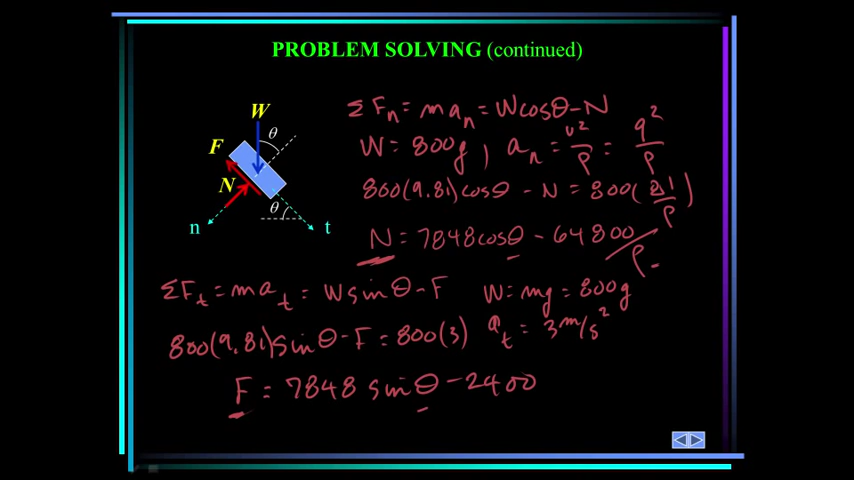 PROBLEM SOLVING (continued)
W
θ
F
N
θ
n
t
ΣFn = man = Wcosθ - N
W = 800g, an = v²/ρ = 9²/ρ
800(9.81)cosθ - N = 800(81/ρ)
N = 7848cosθ - 64800/ρ
ΣFt = mat = Wsinθ - F W = mg = 800g
800(9.81)sinθ - F = 800(3) at = 3 m/s²
F = 7848 sinθ - 2400